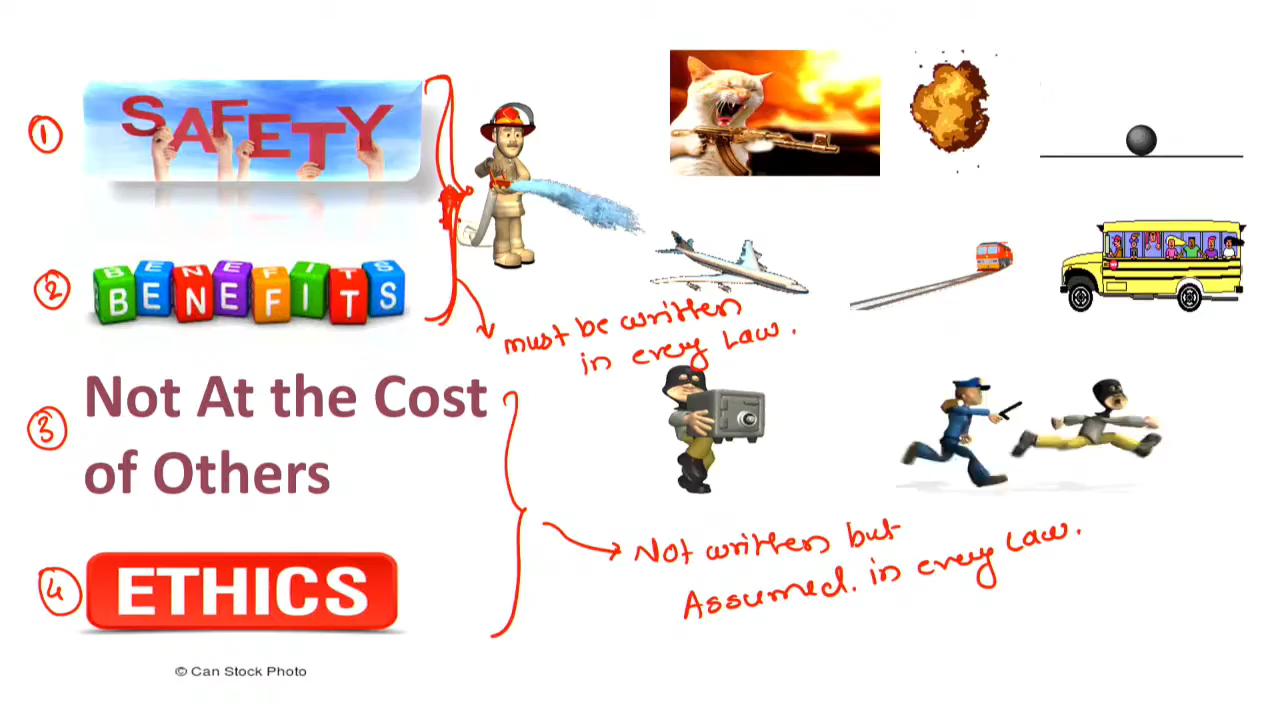 1
SAFETY
2
BENEFITS
must be written
in every Law.
3
Not At the Cost
of Others
Not written but
Assumed. in every Law.
4
ETHICS
© Can Stock Photo